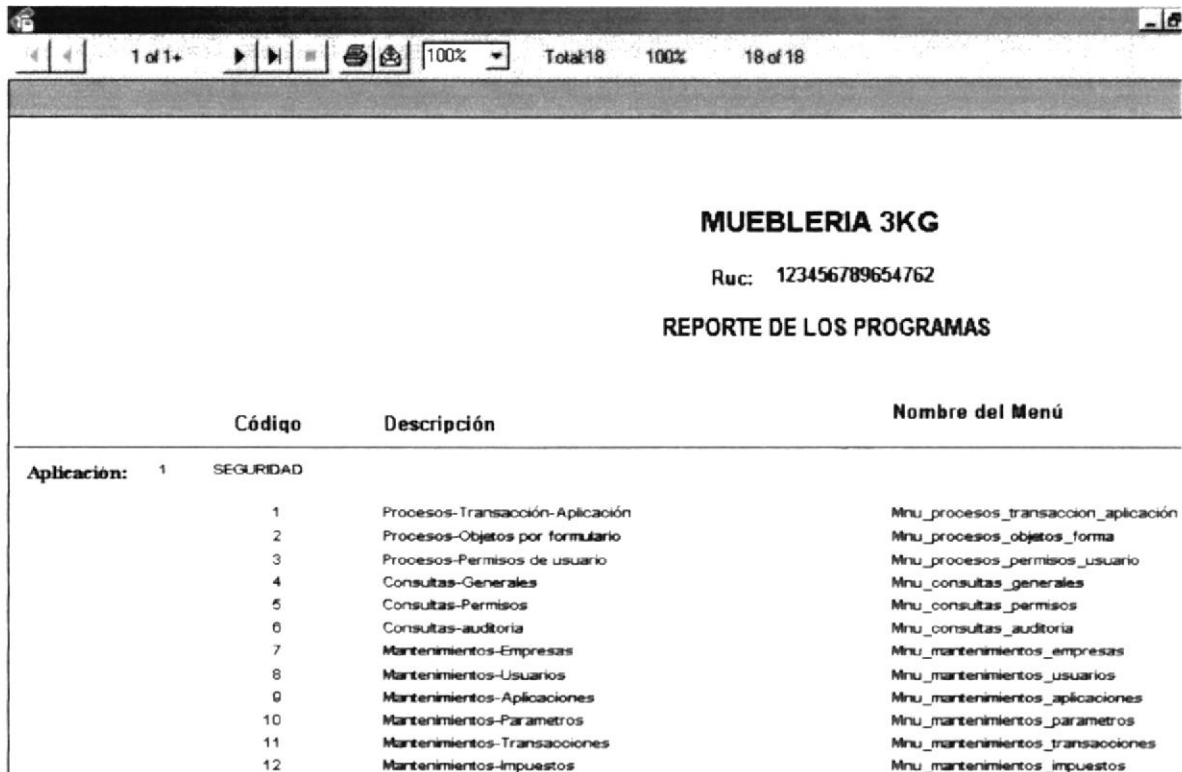 1 of 1+ 100% Total:18 100% 18 of 18
MUEBLERIA 3KG
Ruc: 123456789654762
REPORTE DE LOS PROGRAMAS
Código Descripción Nombre del Menú
Aplicación: 1 SEGURIDAD
1 Procesos-Transacción-Aplicación Mnu_procesos_transaccion_aplicación
2 Procesos-Objetos por formulario Mnu_procesos_objetos_forma
3 Procesos-Permisos de usuario Mnu_procesos_permisos_usuario
4 Consultas-Generales Mnu_consultas_generales
5 Consultas-Permisos Mnu_consultas_permisos
6 Consultas-auditoria Mnu_consultas_auditoria
7 Mantenimientos-Empresas Mnu_mantenimientos_empresas
8 Mantenimientos-Usuarios Mnu_mantenimientos_usuarios
9 Mantenimientos-Aplicaciones Mnu_mantenimientos_aplicaciones
10 Mantenimientos-Parametros Mnu_mantenimientos_parametros
11 Mantenimientos-Transacciones Mnu_mantenimientos_transacciones
12 Mantenimientos-Impuestos Mnu_mantenimientos_impuestos